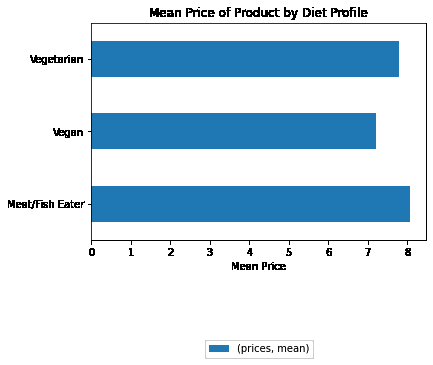 Mean Price of Product by Diet Profile
Vegetarian
Vegan
Meat/Fish Eater
0 1 2 3 4 5 6 7 8
Mean Price
(prices, mean)